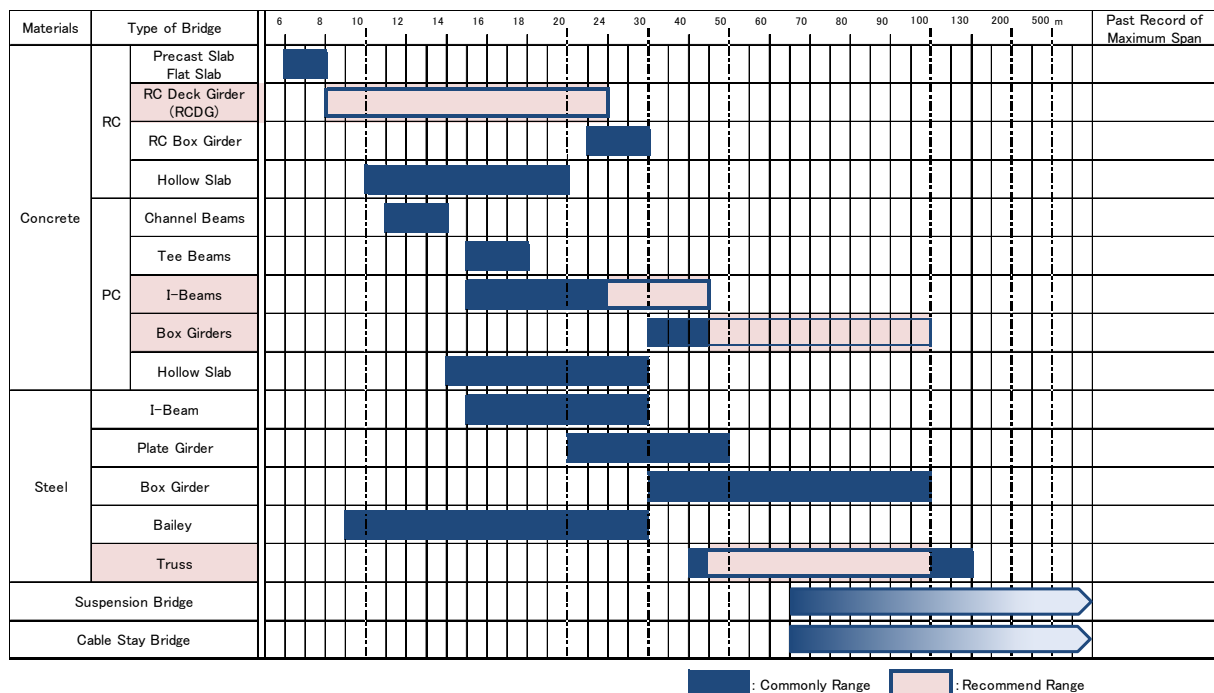 Materials
Type of Bridge
6 8 10 12 14 16 18 20 24 30 40 50 60 70 80 90 100 130 200 500 m
Past Record of
Maximum Span
Concrete
RC
Precast Slab
Flat Slab
RC Deck Girder
(RCDG)
RC Box Girder
Hollow Slab
PC
Channel Beams
Tee Beams
I-Beams
Box Girders
Hollow Slab
Steel
I-Beam
Plate Girder
Box Girder
Bailey
Truss
Suspension Bridge
Cable Stay Bridge
: Commonly Range
: Recommend Range